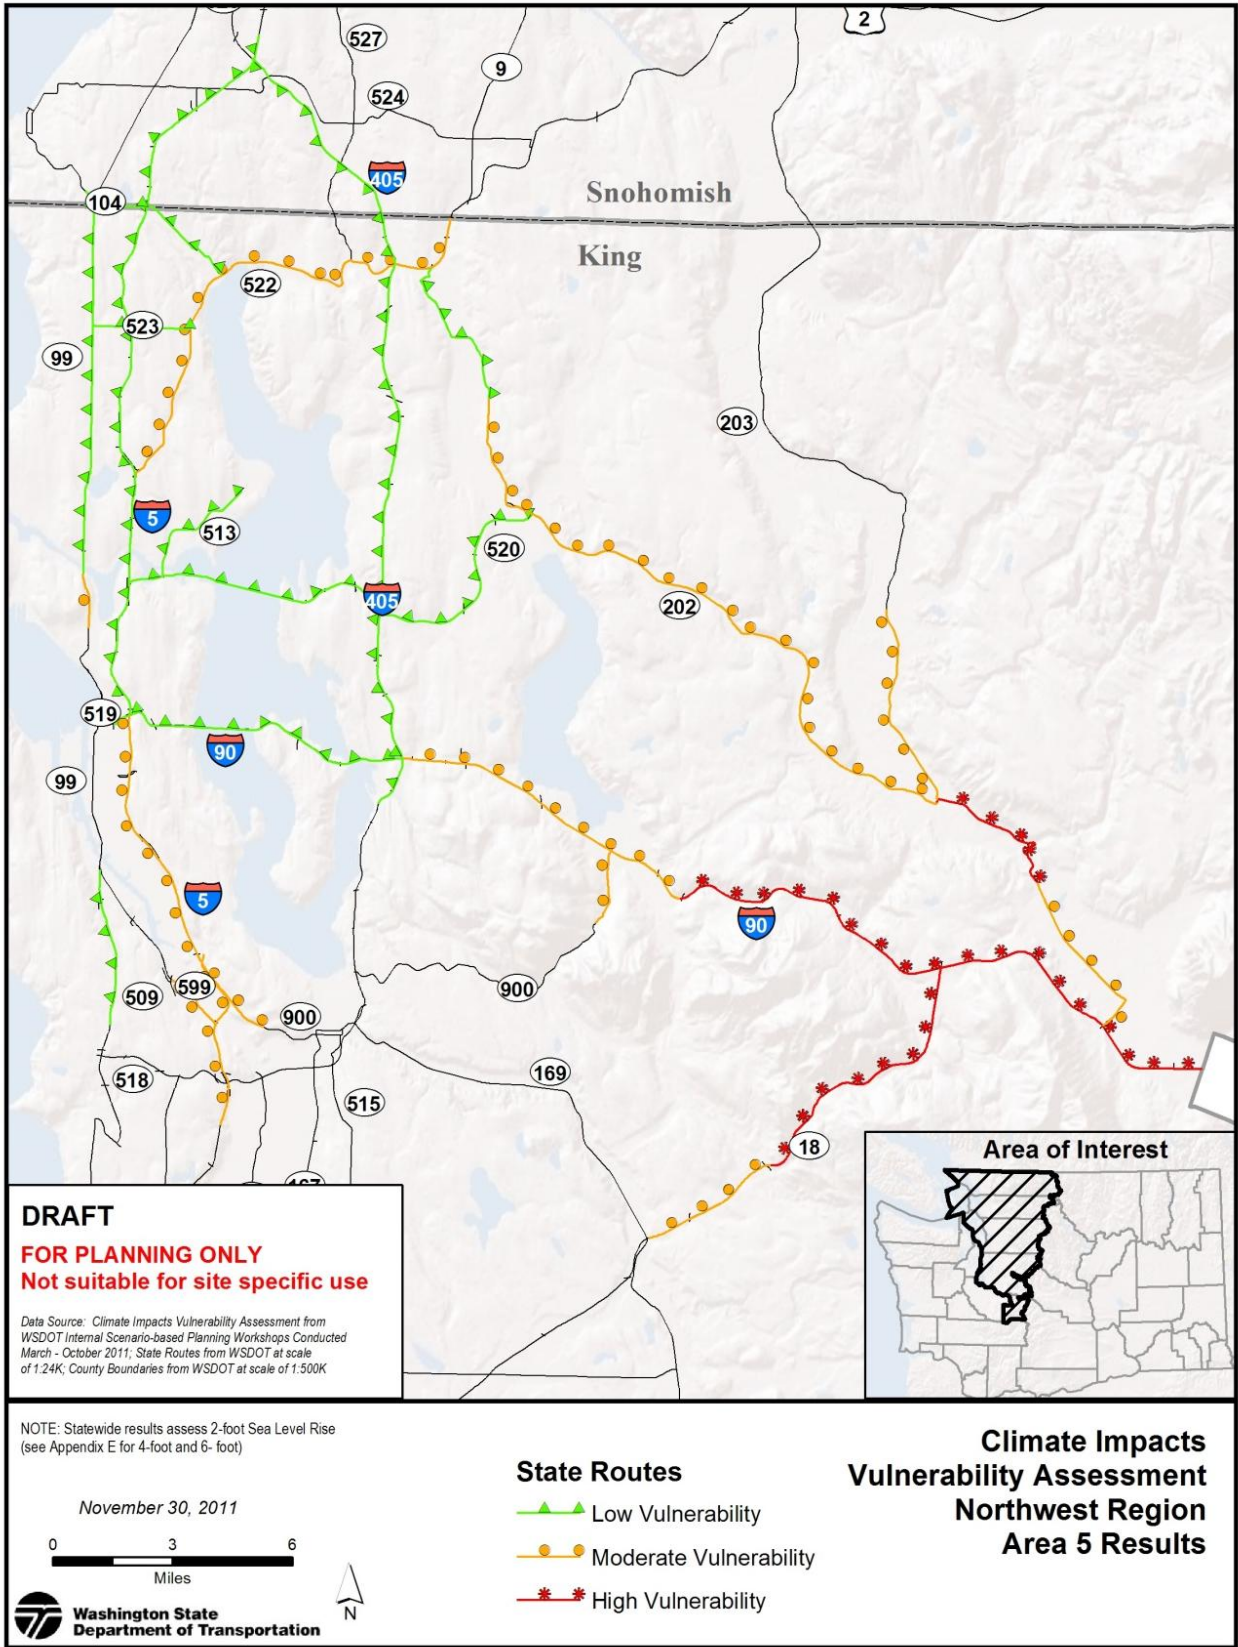 2
527
9
524
405
Snohomish
104
King
522
523
99
203
5
513
520
405
202
519
90
99
5
90
599
509
900
900
518
169
515
18
167
Area of Interest
DRAFT
FOR PLANNING ONLY
Not suitable for site specific use
Data Source: Climate Impacts Vulnerability Assessment from
WSDOT Internal Scenario-based Planning Workshops Conducted
March - October 2011; State Routes from WSDOT at scale
of 1:24K; County Boundaries from WSDOT at scale of 1:500K
NOTE: Statewide results assess 2-foot Sea Level Rise
(see Appendix E for 4-foot and 6- foot)
November 30, 2011
0 3 6
Miles
N
Washington State
Department of Transportation
State Routes
Low Vulnerability
Moderate Vulnerability
High Vulnerability
Climate Impacts
Vulnerability Assessment
Northwest Region
Area 5 Results